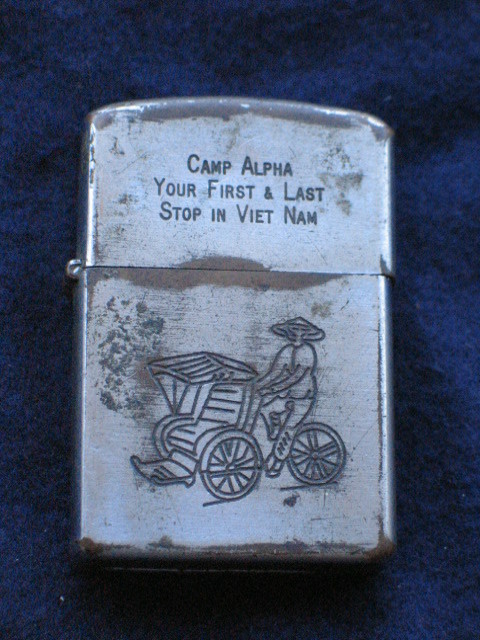 Camp Alpha
Your First & Last
Stop in Viet Nam